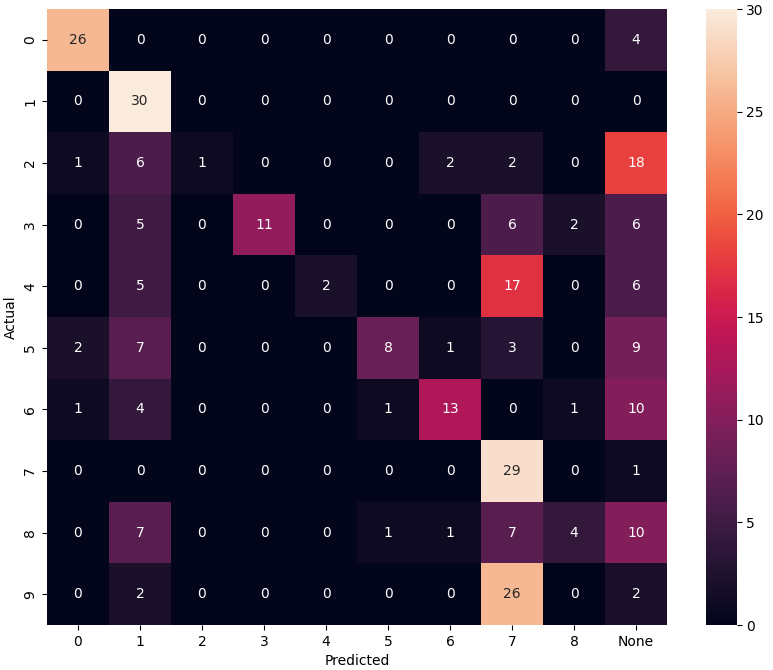 0 26 0 0 0 0 0 0 0 0 4
1 0 30 0 0 0 0 0 0 0 0
2 1 6 1 0 0 0 2 2 0 18
3 0 5 0 11 0 0 0 6 2 6
4 0 5 0 0 2 0 0 17 0 6
5 2 7 0 0 0 8 1 3 0 9
6 1 4 0 0 0 1 13 0 1 10
7 0 0 0 0 0 0 0 29 0 1
8 0 7 0 0 0 1 1 7 4 10
9 0 2 0 0 0 0 0 26 0 2
0 1 2 3 4 5 6 7 8 None
Predicted
Actual
30
25
20
15
10
5
0